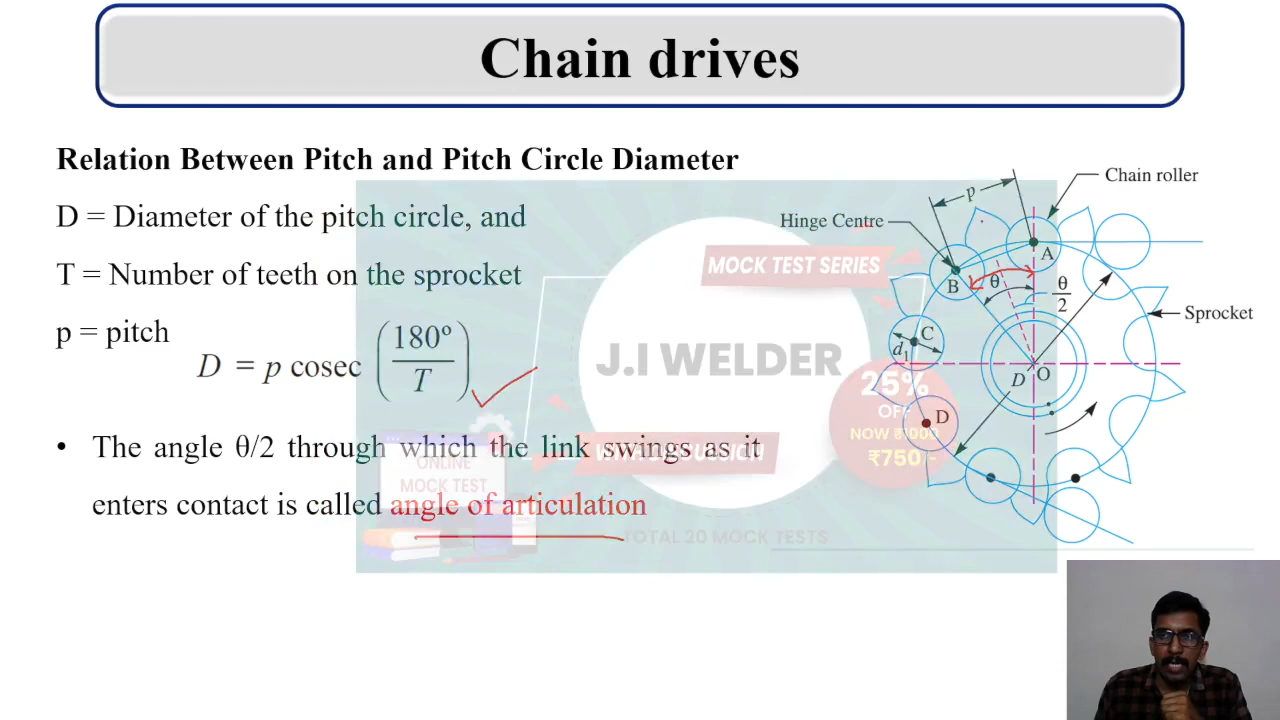 Chain drives
Relation Between Pitch and Pitch Circle Diameter
D = Diameter of the pitch circle, and
T = Number of teeth on the sprocket
p = pitch
D = p cosec (180º/T)
• The angle θ/2 through which the link swings as it
enters contact is called angle of articulation
Chain roller
p
Hinge Centre
A
B
θ
θ/2
C
d1
Sprocket
D
O
D
MOCK TEST SERIES
J.I WELDER
25%
OFF
NOW ₹1000
₹750
ONLINE
MOCK TEST
TOTAL 20 MOCK TESTS